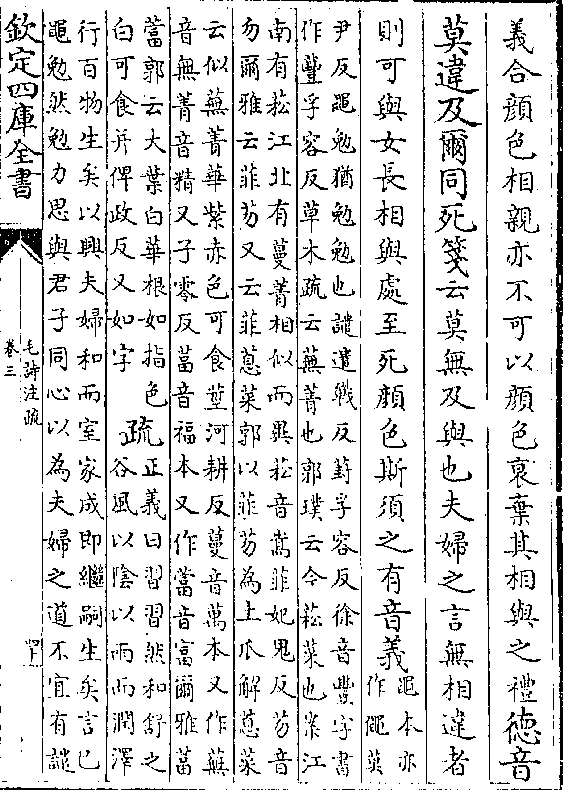 義合顔色相親亦不可以顔色衰棄其相與之禮德音
莫違及爾同死箋云莫無及與也夫婦之言無相違者
則可與女長相與處至死顔色斯須之有音義
黽本亦
作僶莫
尹反黽勉猶勉勉也譴遣戰反葑孚容反徐音豐字書
作蘴孚容反草木疏云蕪菁也郭璞云今菘菜也案江
南有菘江北有蔓菁相似而異菘音嵩菲妃鬼反芴音
勿爾雅云菲芴又云菲蒠菜郭以菲芴為土瓜解蒠菜
云似蕪菁華紫赤色可食莖河耕反蔓音萬本又作蕪
音無菁音精又子零反葍音福本又作䔰音富爾雅葍
䔰郭云大葉白華根如指色
白可食并俾政反又如字
疏
正義曰習習然和舒之
谷風以陰以雨而潤澤
行百物生矣以興夫婦和而室家成即繼嗣生矣言已
黽勉然勉力思與君子同心以為夫婦之道不宜有譴
欽定四庫全書
毛詩注疏
卷三